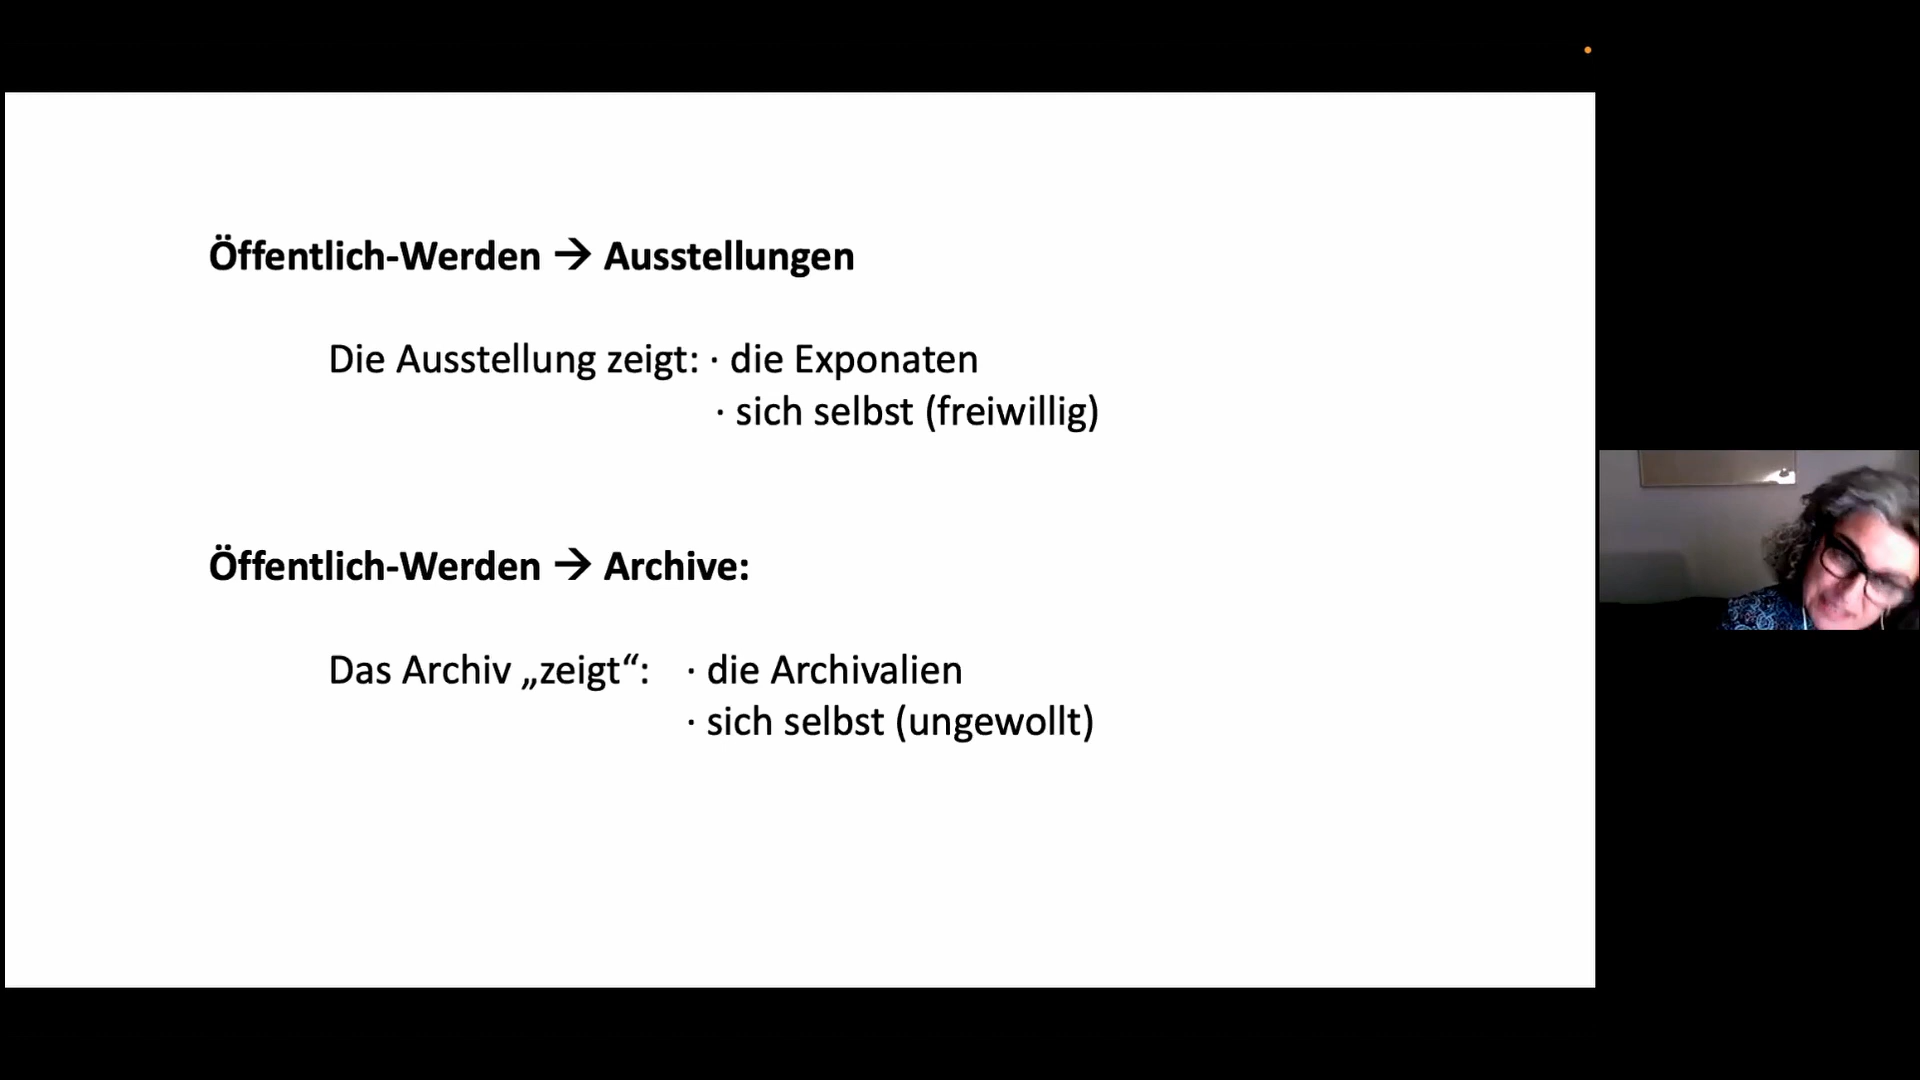 Öffentlich-Werden → Ausstellungen
Die Ausstellung zeigt: · die Exponaten
· sich selbst (freiwillig)
Öffentlich-Werden → Archive:
Das Archiv „zeigt“: · die Archivalien
· sich selbst (ungewollt)